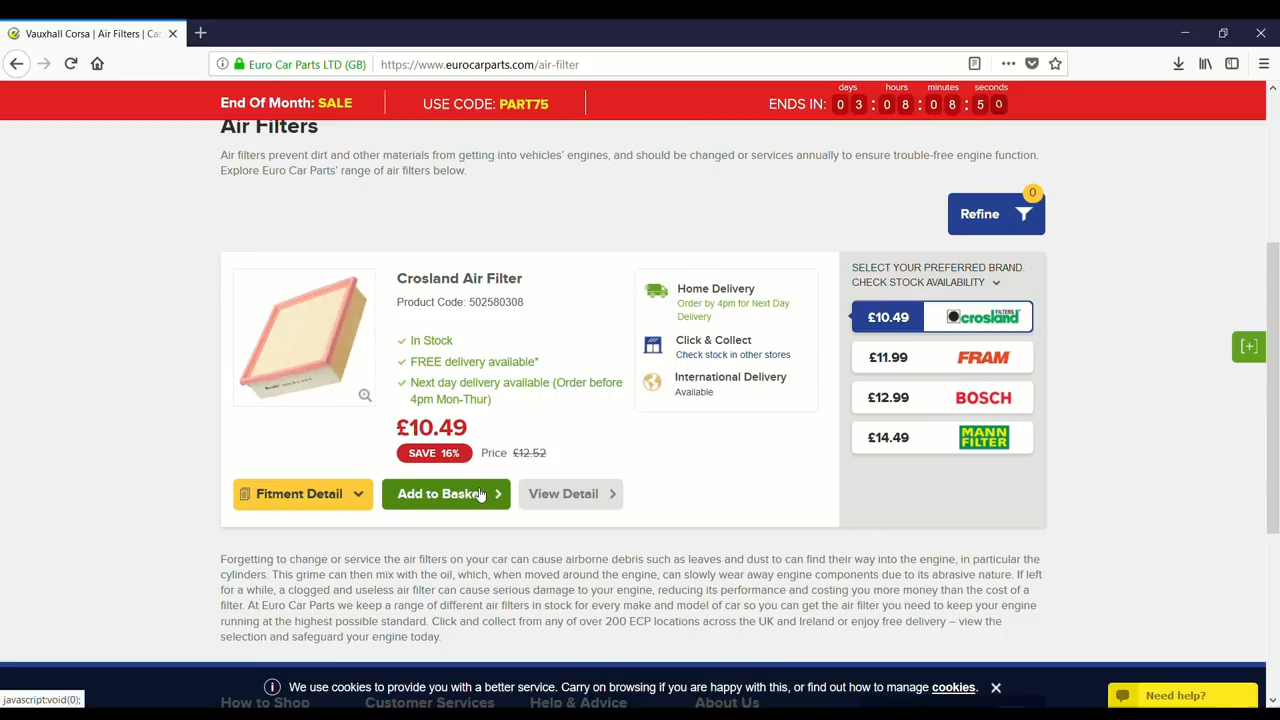 Vauxhall Corsa | Air Filters | Car
Euro Car Parts LTD (GB)
https://www.eurocarparts.com/air-filter
End Of Month: SALE
USE CODE: PART75
ENDS IN:
days hours minutes seconds
0 3 : 0 8 : 0 8 : 5 0
Air Filters
Air filters prevent dirt and other materials from getting into vehicles' engines, and should be changed or services annually to ensure trouble-free engine function.
Explore Euro Car Parts' range of air filters below.
0
Refine
Crosland Air Filter
Product Code: 502580308
In Stock
FREE delivery available*
Next day delivery available (Order before
4pm Mon-Thur)
£10.49
SAVE 16% Price £12.52
Fitment Detail
Add to Baske
View Detail
Home Delivery
Order by 4pm for Next Day
Delivery
Click & Collect
Check stock in other stores
International Delivery
Available
SELECT YOUR PREFERRED BRAND.
CHECK STOCK AVAILABILITY
£10.49 crosland FILTERS
£11.99 FRAM
£12.99 BOSCH
£14.49 MANN FILTER
[+]
Forgetting to change or service the air filters on your car can cause airborne debris such as leaves and dust to can find their way into the engine, in particular the
cylinders. This grime can then mix with the oil, which, when moved around the engine, can slowly wear away engine components due to its abrasive nature. If left
for a while, a clogged and useless air filter can cause serious damage to your engine, reducing its performance and costing you more money than the cost of a
filter. At Euro Car Parts we keep a range of different air filters in stock for every make and model of car so you can get the air filter you need to keep your engine
running at the highest possible standard. Click and collect from any of over 200 ECP locations across the UK and Ireland or enjoy free delivery – view the
selection and safeguard your engine today.
We use cookies to provide you with a better service. Carry on browsing if you are happy with this, or find out how to manage cookies.
How to Shop
Customer Services
Help & Advice
About Us
Need help?
javascript:void(0);